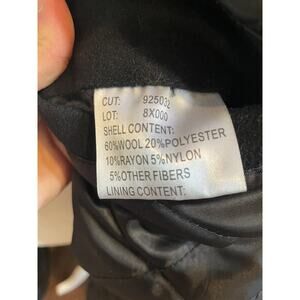 CUT: 925032
LOT: 8X000
SHELL CONTENT:
60%WOOL 20%POLYESTER
10%RAYON 5%NYLON
5%OTHER FIBERS
LINING CONTENT: